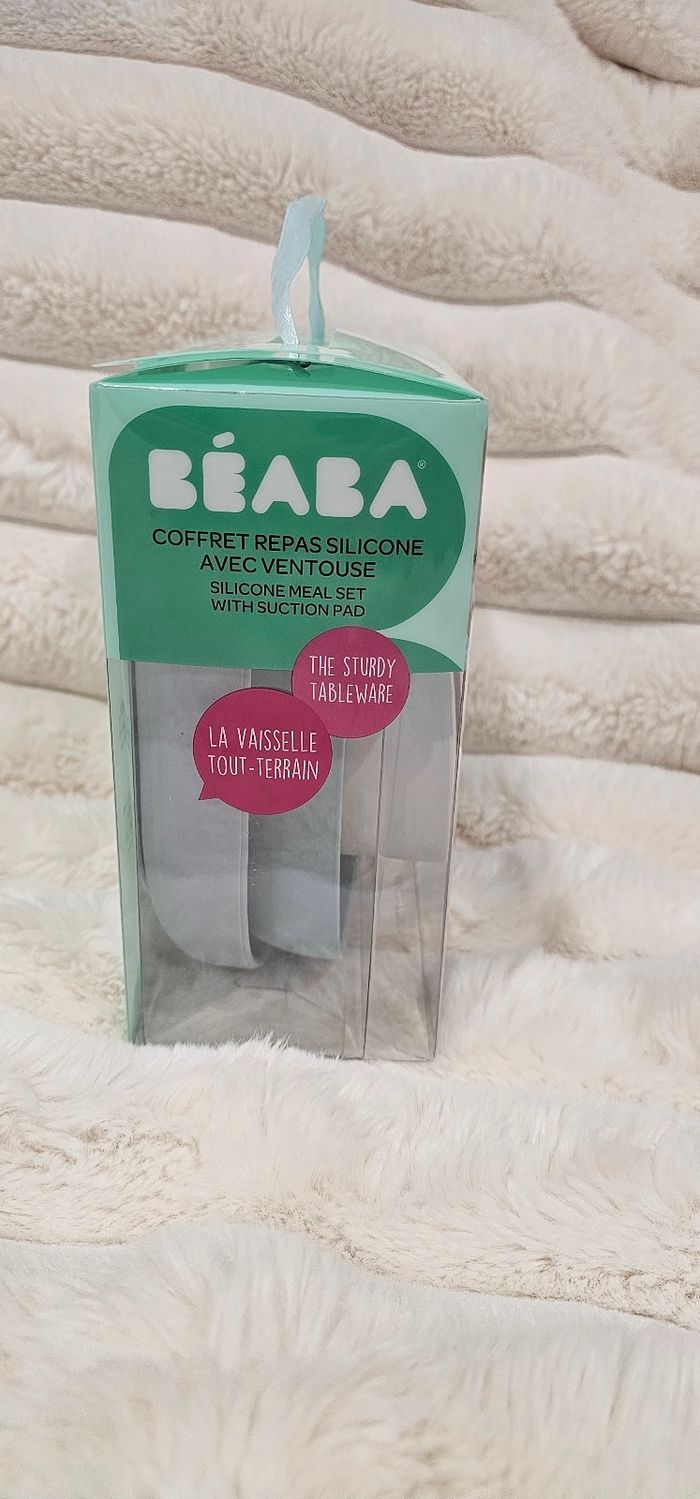 BÉABA®
COFFRET REPAS SILICONE
AVEC VENTOUSE
SILICONE MEAL SET
WITH SUCTION PAD
THE STURDY
TABLEWARE
LA VAISSELLE
TOUT-TERRAIN